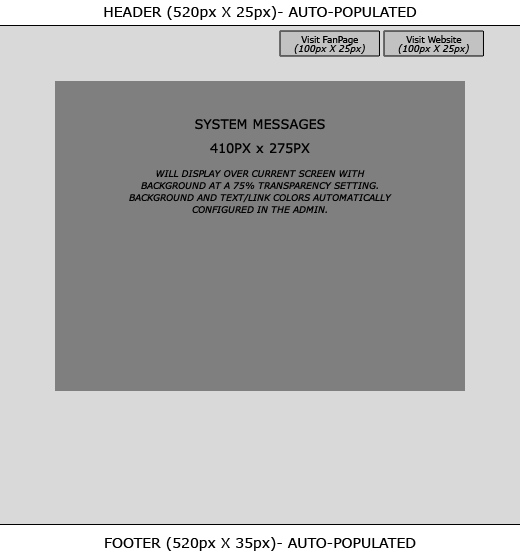 HEADER (520px X 25px)- AUTO-POPULATED
Visit FanPage
(100px X 25px)
Visit Website
(100px X 25px)
SYSTEM MESSAGES
410PX x 275PX
WILL DISPLAY OVER CURRENT SCREEN WITH
BACKGROUND AT A 75% TRANSPARENCY SETTING.
BACKGROUND AND TEXT/LINK COLORS AUTOMATICALLY
CONFIGURED IN THE ADMIN.
FOOTER (520px X 35px)- AUTO-POPULATED